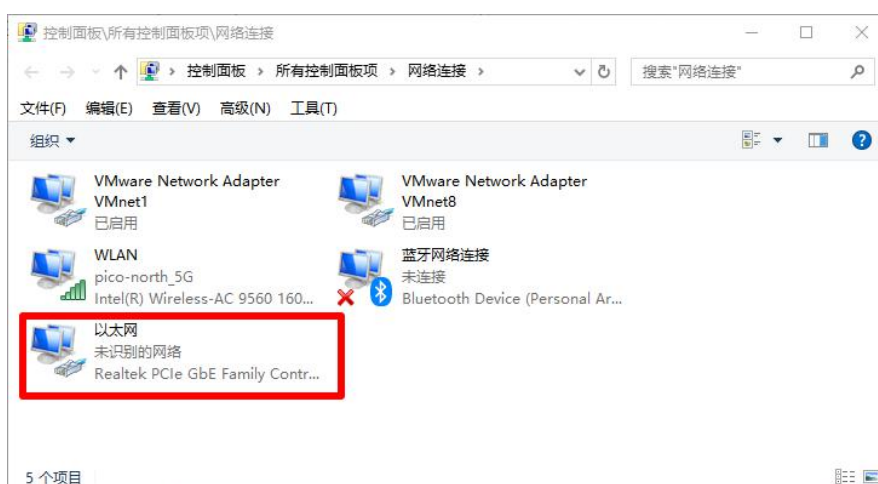 控制面板\所有控制面板项\网络连接
控制面板 › 所有控制面板项 › 网络连接 ›
搜索"网络连接"
文件(F) 编辑(E) 查看(V) 高级(N) 工具(T)
组织
VMware Network Adapter VMnet1
已启用
VMware Network Adapter VMnet8
已启用
WLAN
pico-north_5G
Intel(R) Wireless-AC 9560 160...
蓝牙网络连接
未连接
Bluetooth Device (Personal Ar...
以太网
未识别的网络
Realtek PCIe GbE Family Contr...
5 个项目